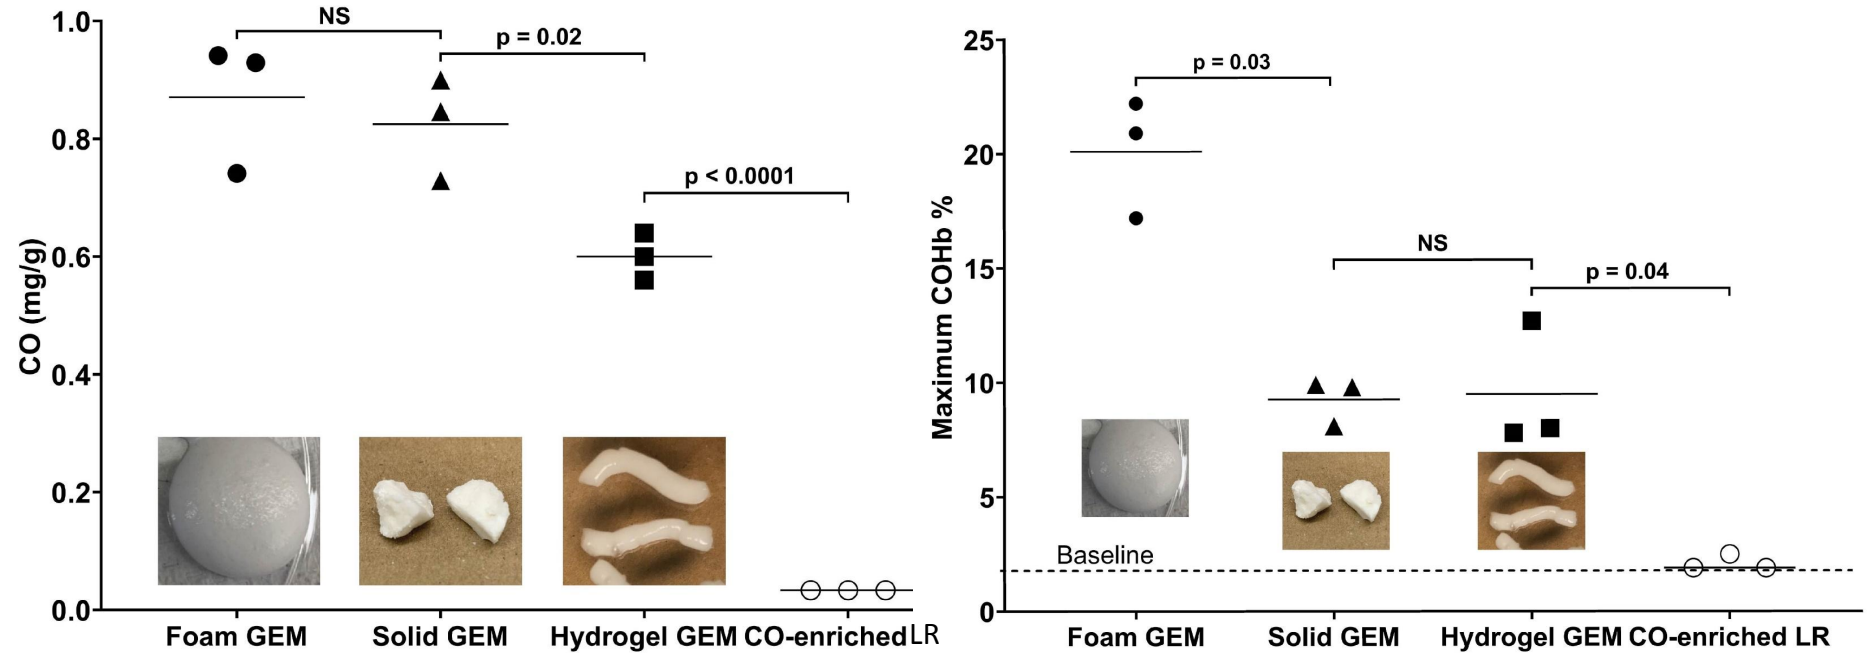 NS
p = 0.02
p < 0.0001
CO (mg/g)
1.0
0.8
0.6
0.4
0.2
0.0
Foam GEM
Solid GEM
Hydrogel GEM
CO-enriched LR
p = 0.03
NS
p = 0.04
Maximum COHb %
25
20
15
10
5
0
Baseline
Foam GEM
Solid GEM
Hydrogel GEM
CO-enriched LR